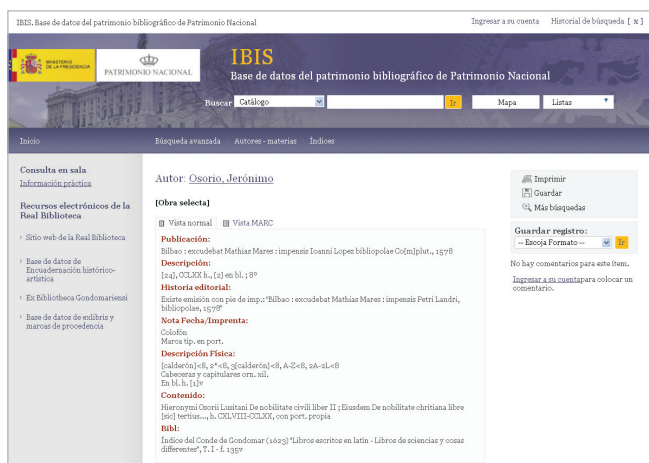 IBIS. Base de datos del patrimonio bibliográfico de Patrimonio Nacional
Ingresar a su cuenta Historial de búsqueda [ x ]
MINISTERIO
DE LA PRESIDENCIA
PATRIMONIO NACIONAL
IBIS
Base de datos del patrimonio bibliográfico de Patrimonio Nacional
Buscar Catálogo Ir Mapa Listas
Inicio Búsqueda avanzada Autores - materias Índices
Consulta en sala
Información práctica
Recursos electrónicos de la
Real Biblioteca
Sitio web de la Real Biblioteca
Base de datos de
Encuadernación histórico-
artística
Ex Bibliotheca Gondomariensi
Base de datos de exlibris y
marcas de procedencia
Autor: Osorio, Jerónimo
[Obra selecta]
Vista normal Vista MARC
Publicación:
Bilbao : excudebat Mathias Mares : impensis Ioanni Lopez bibliopolae Co[m]plut., 1578
Descripción:
[24], CCLXX h., [2] en bl. ; 8º
Historia editorial:
Existe emisión con pie de imp.: "Bilbao : excudebat Mathias Mares : impensis Petri Landri,
bibliopolae, 1578"
Nota Fecha/Imprenta:
Colofón
Marca tip. en port.
Descripción Física:
[calderón]<8, 2*<8, 3[calderón]<8, A-Z<8, 2A-2L<8
Cabeceras y capitulares orn. xil.
En bl. h. [1]v
Contenido:
Hieronymi Osorii Lusitani De nobilitate civili liber II ; Eiusdem De nobilitate chritiana libre
[sic] tertius..., h. CXLVIII-CCLXX, con port. propia
Bibl:
Índice del Conde de Gondomar (1623) "Libros escritos en latin - Libros de sciencias y cosas
differentes", T. I - f. 135v
Imprimir
Guardar
Más búsquedas
Guardar registro:
-- Escoja Formato -- Ir
No hay comentarios para este ítem.
Ingresar a su cuentapara colocar un
comentario.